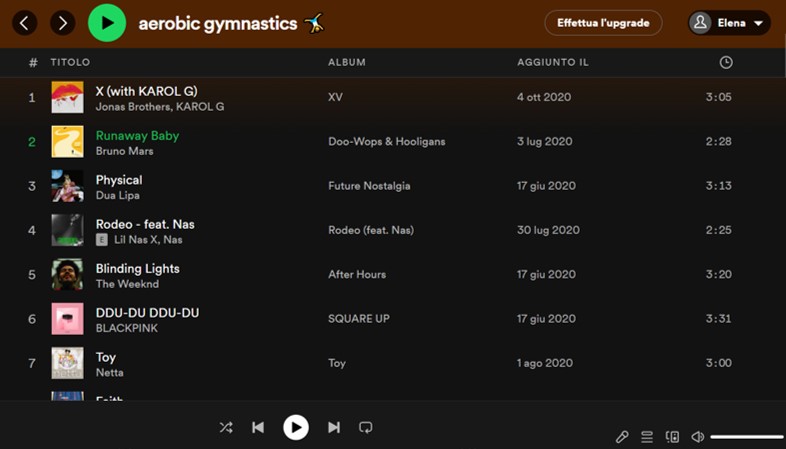 aerobic gymnastics 🤸
Effettua l'upgrade
Elena
# TITOLO ALBUM AGGIUNTO IL
1 X (with KAROL G) XV 4 ott 2020 3:05
Jonas Brothers, KAROL G
2 Runaway Baby Doo-Wops & Hooligans 3 lug 2020 2:28
Bruno Mars
3 Physical Future Nostalgia 17 giu 2020 3:13
Dua Lipa
4 Rodeo - feat. Nas Rodeo (feat. Nas) 30 lug 2020 2:25
E Lil Nas X, Nas
5 Blinding Lights After Hours 17 giu 2020 3:20
The Weeknd
6 DDU-DU DDU-DU SQUARE UP 17 giu 2020 3:31
BLACKPINK
7 Toy Toy 1 ago 2020 3:00
Netta
Faith